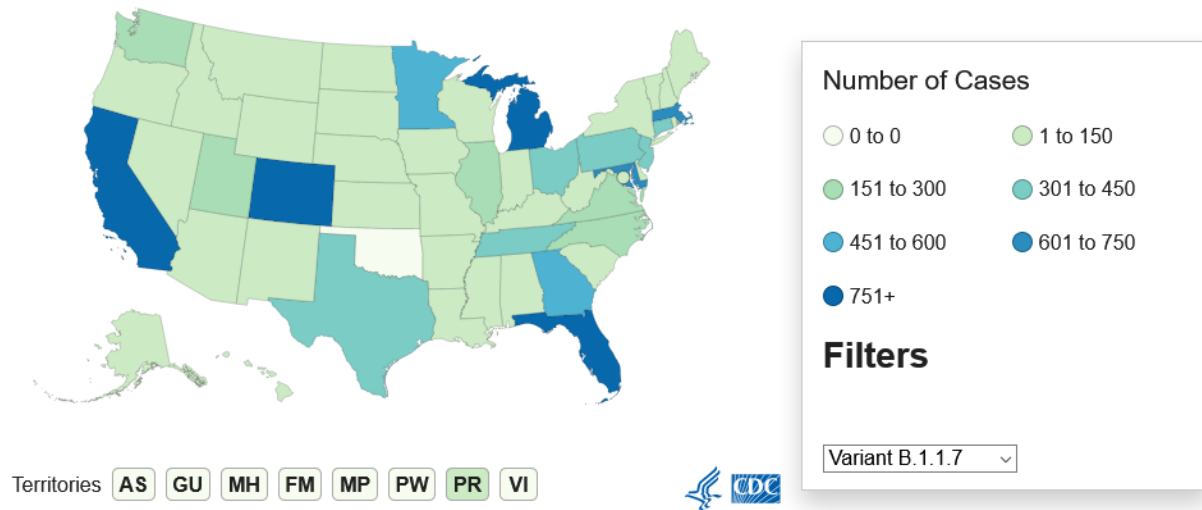 Number of Cases
0 to 0
1 to 150
151 to 300
301 to 450
451 to 600
601 to 750
751+
Filters
Variant B.1.1.7
Territories AS GU MH FM MP PW PR VI
CDC